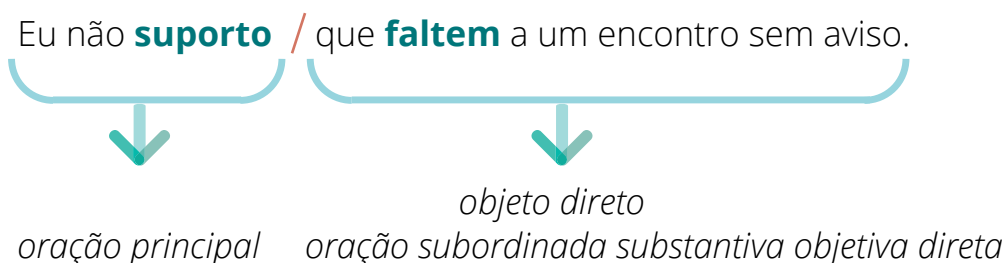 Eu não suporto / que faltem a um encontro sem aviso.
objeto direto
oração principal oração subordinada substantiva objetiva direta